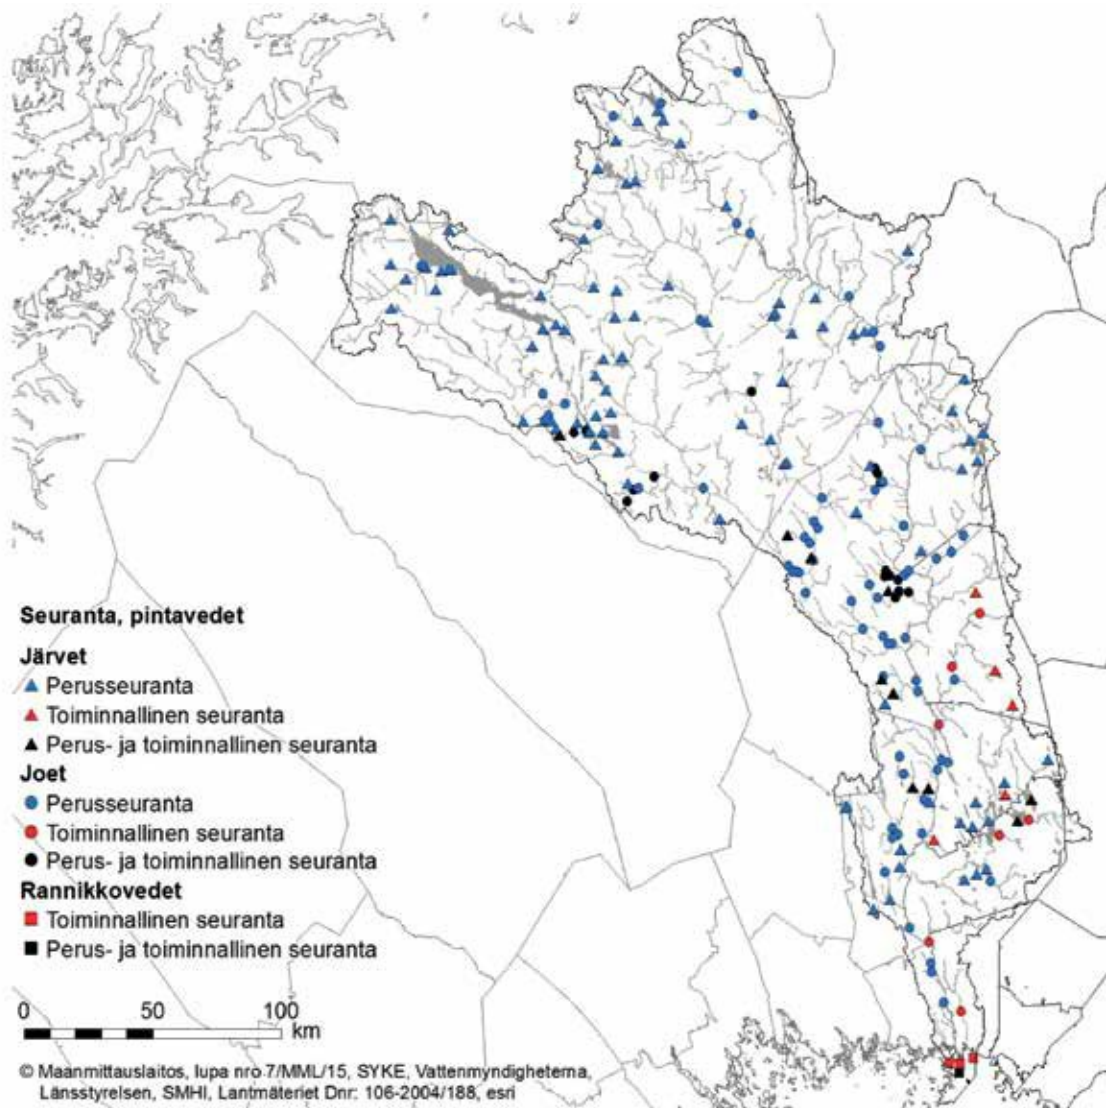 Seuranta, pintavedet
Järvet
Perusseuranta
Toiminnallinen seuranta
Perus- ja toiminnallinen seuranta
Joet
Perusseuranta
Toiminnallinen seuranta
Perus- ja toiminnallinen seuranta
Rannikkovedet
Toiminnallinen seuranta
Perus- ja toiminnallinen seuranta
0 50 100
km
© Maanmittauslaitos, lupa nro 7/MML/15, SYKE, Vattenmyndigheterna,
Länsstyrelsen, SMHI, Lantmäteriet Dnr: 106-2004/188, esri